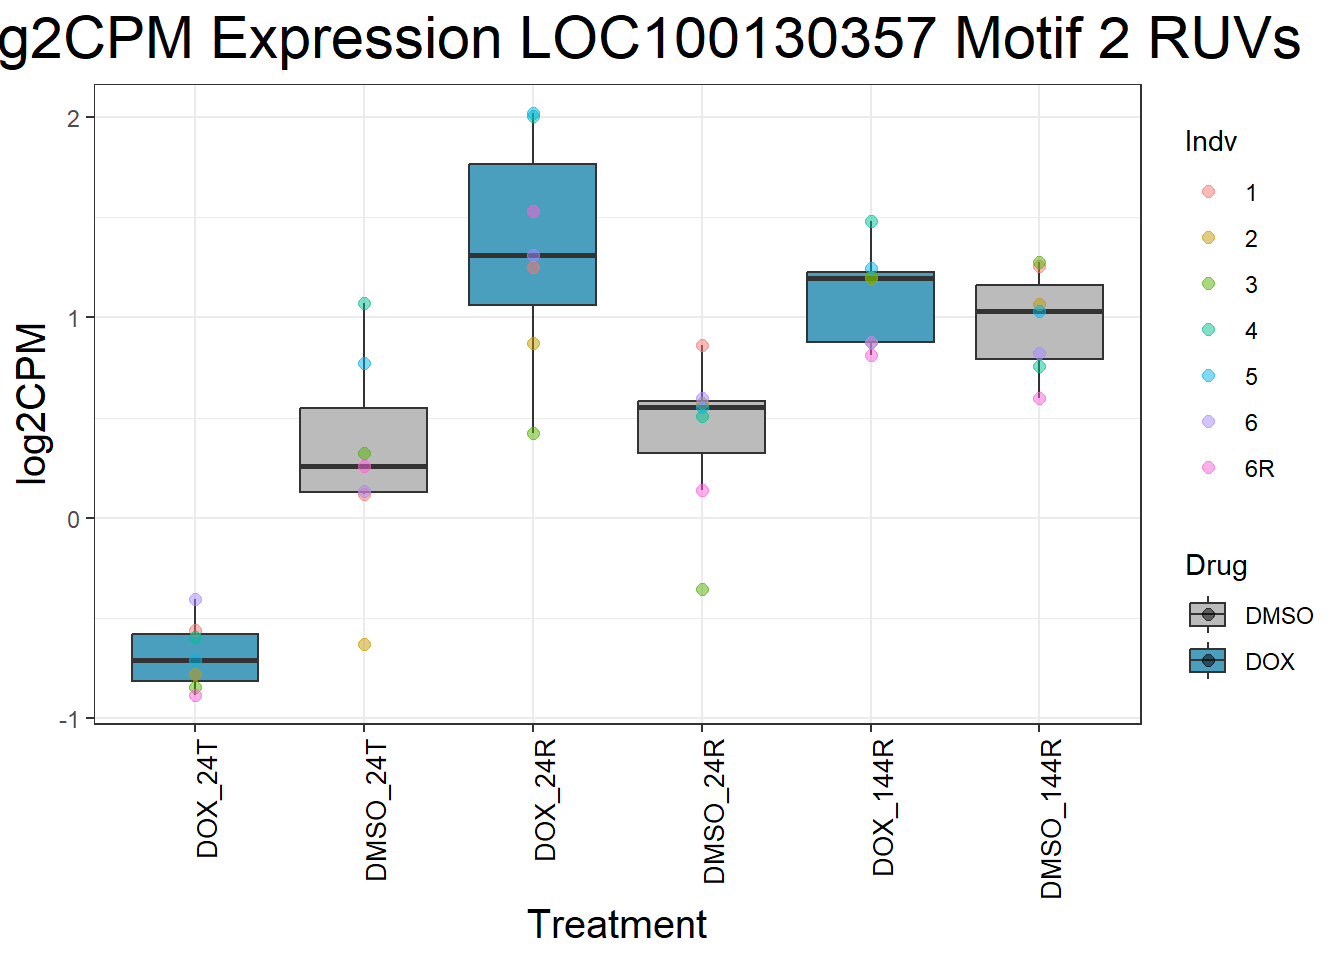 g2CPM Expression LOC100130357 Motif 2 RUVs
log2CPM
2
1
0
-1
DOX_24T
DMSO_24T
DOX_24R
DMSO_24R
DOX_144R
DMSO_144R
Treatment
Indv
1
2
3
4
5
6
6R
Drug
DMSO
DOX